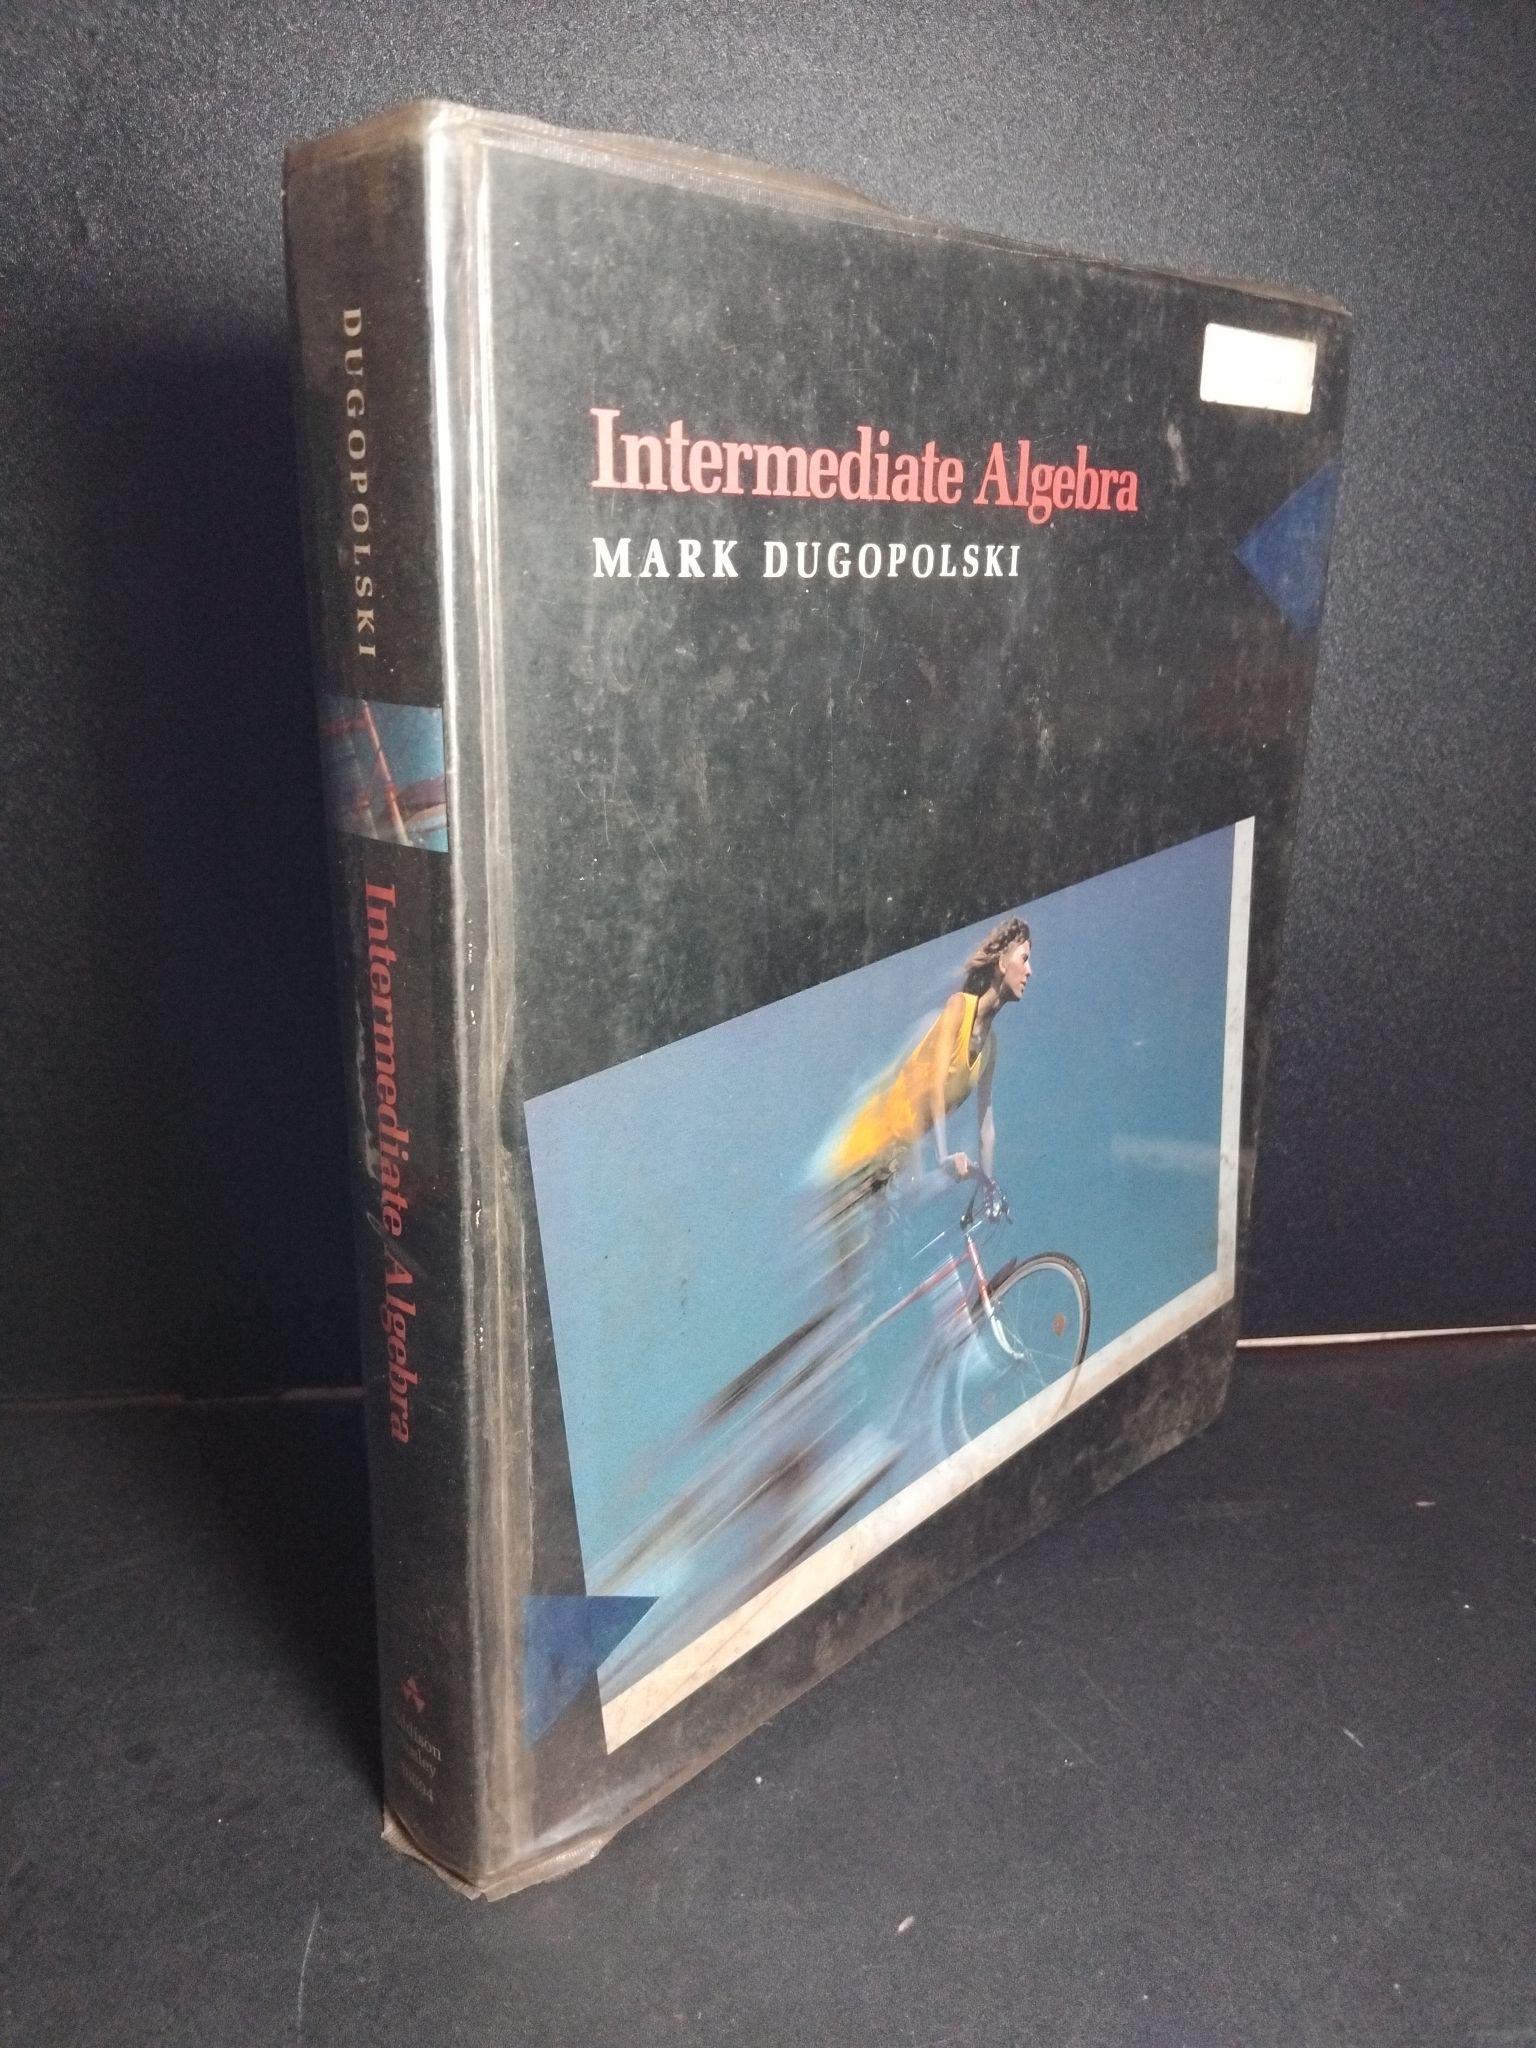 DUGOPOLSKI
Intermediate Algebra
Intermediate Algebra
MARK DUGOPOLSKI